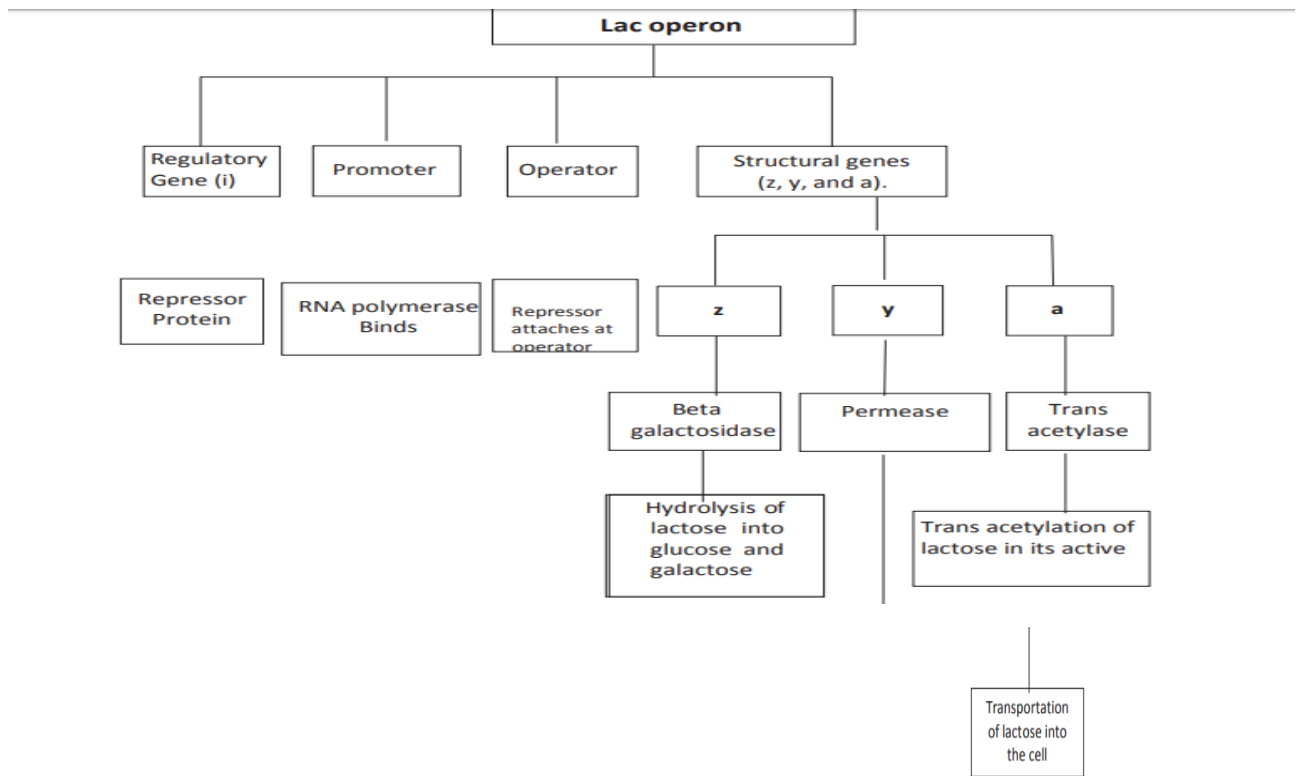 Lac operon
Regulatory
Gene (i)
Promoter
Operator
Structural genes
(z, y, and a).
Repressor
Protein
RNA polymerase
Binds
Repressor
attaches at
operator
z
y
a
Beta
galactosidase
Permease
Trans
acetylase
Hydrolysis of
lactose into
glucose and
galactose
Trans acetylation of
lactose in its active
Transportation
of lactose into
the cell